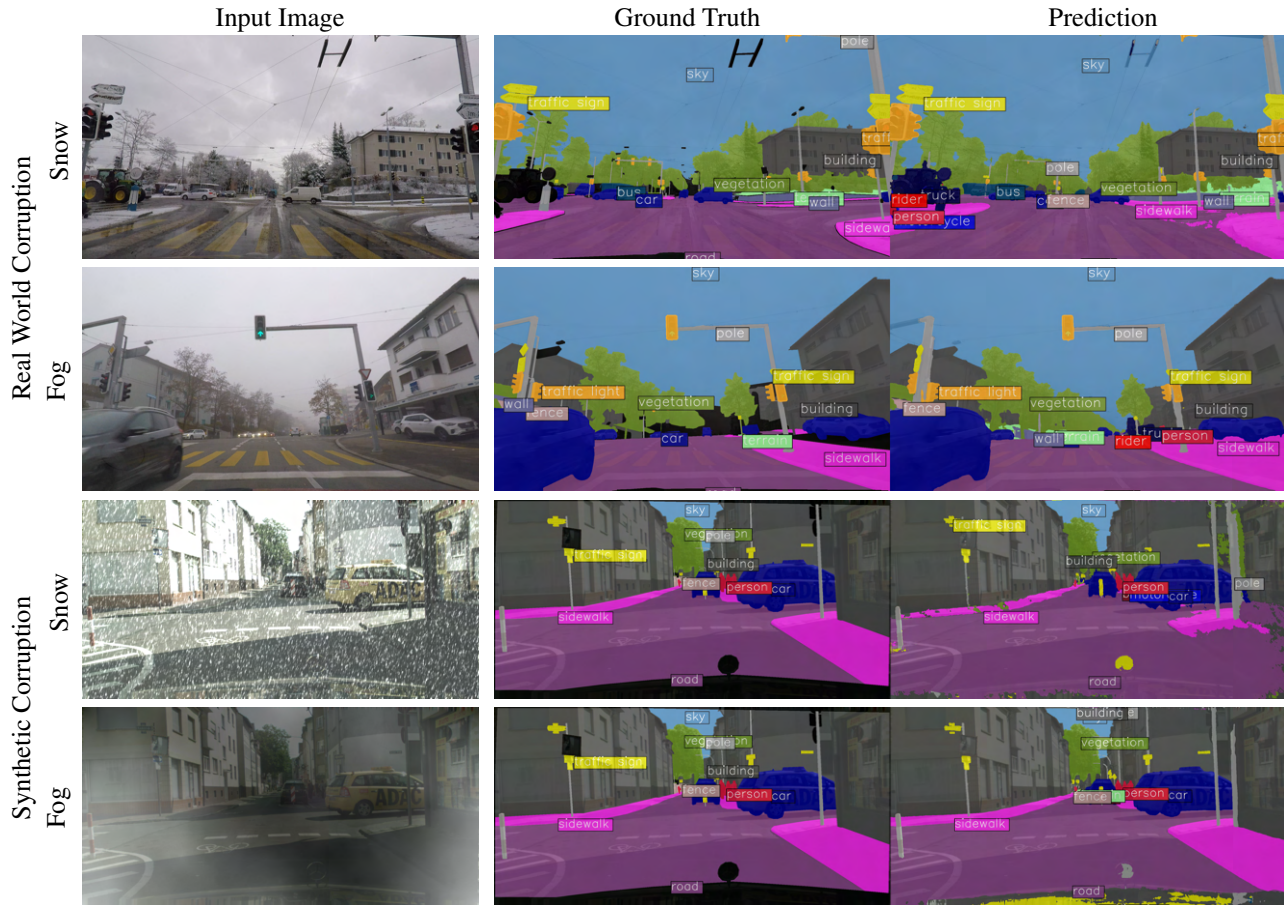 Input Image
Ground Truth
Prediction
Real World Corruption
Snow
pole
sky
traffic sign
building
vegetation
bus
car
wall
sidewa
road
sky
traffic sign
building
pole
vegetation
truck
bus
fence
rider
wall
sidewalk
person
Fog
sky
pole
traffic sign
traffic light
wall
fence
vegetation
building
car
terrain
sidewalk
sky
pole
traffic sign
traffic light
fence
vegetation
building
wall
rider
person
sidewalk
Synthetic Corruption
Snow
sky
pole
traffic sign
building
fence
person
car
sidewalk
road
sky
traffic sign
building
person
car
pole
sidewalk
road
Fog
sky
pole
traffic sign
building
fence
person
car
sidewalk
road
building
vegetation
fence
person
car
sidewalk
road